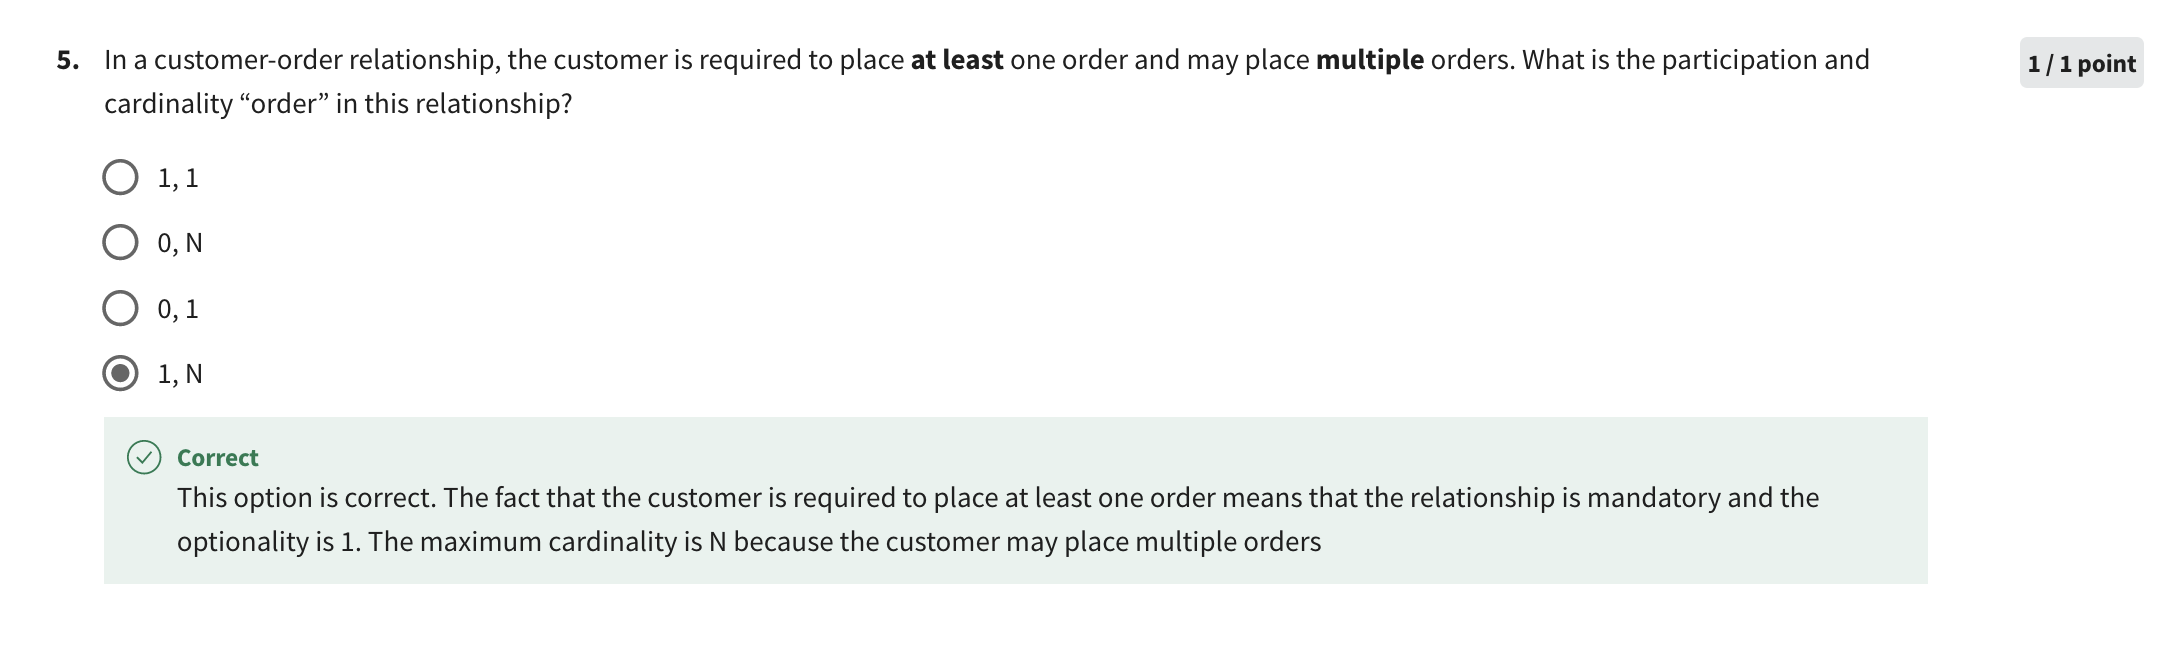 5. In a customer-order relationship, the customer is required to place at least one order and may place multiple orders. What is the participation and
cardinality “order” in this relationship?
1 / 1 point
1, 1
0, N
0, 1
1, N
Correct
This option is correct. The fact that the customer is required to place at least one order means that the relationship is mandatory and the
optionality is 1. The maximum cardinality is N because the customer may place multiple orders